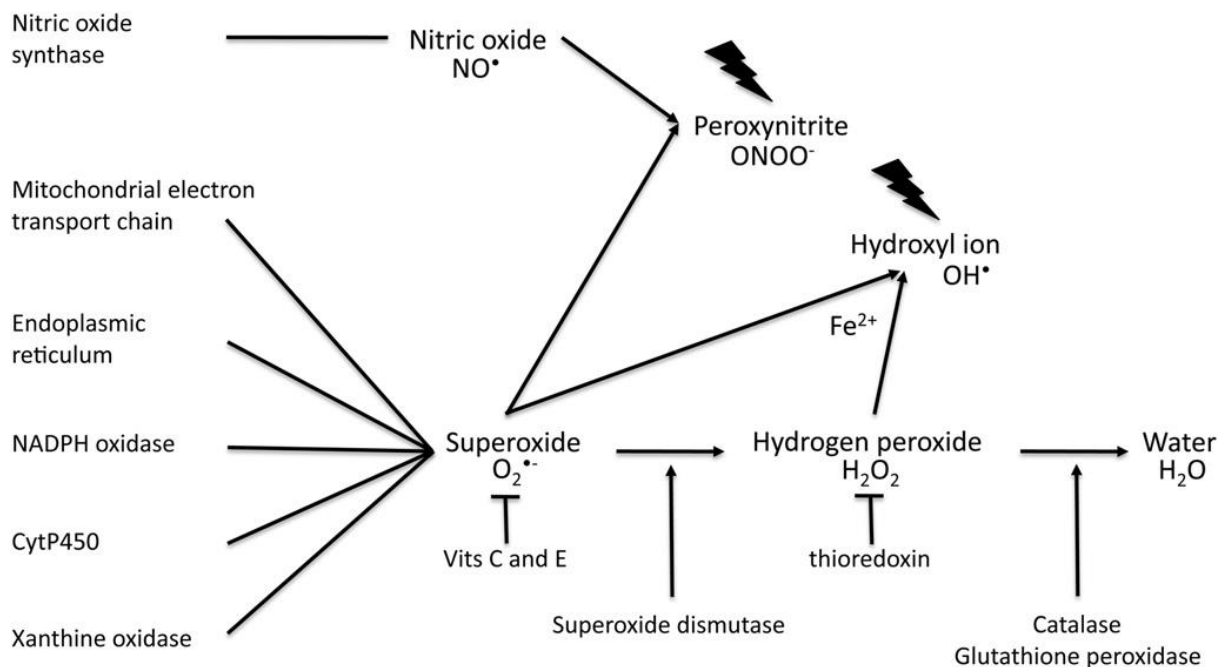 Nitric oxide
synthase
Nitric oxide
NO•
Peroxynitrite
ONOO⁻
Mitochondrial electron
transport chain
Hydroxyl ion
OH•
Endoplasmic
reticulum
Fe²⁺
NADPH oxidase
Superoxide
O₂•⁻
Hydrogen peroxide
H₂O₂
Water
H₂O
CytP450
Vits C and E
thioredoxin
Xanthine oxidase
Superoxide dismutase
Catalase
Glutathione peroxidase